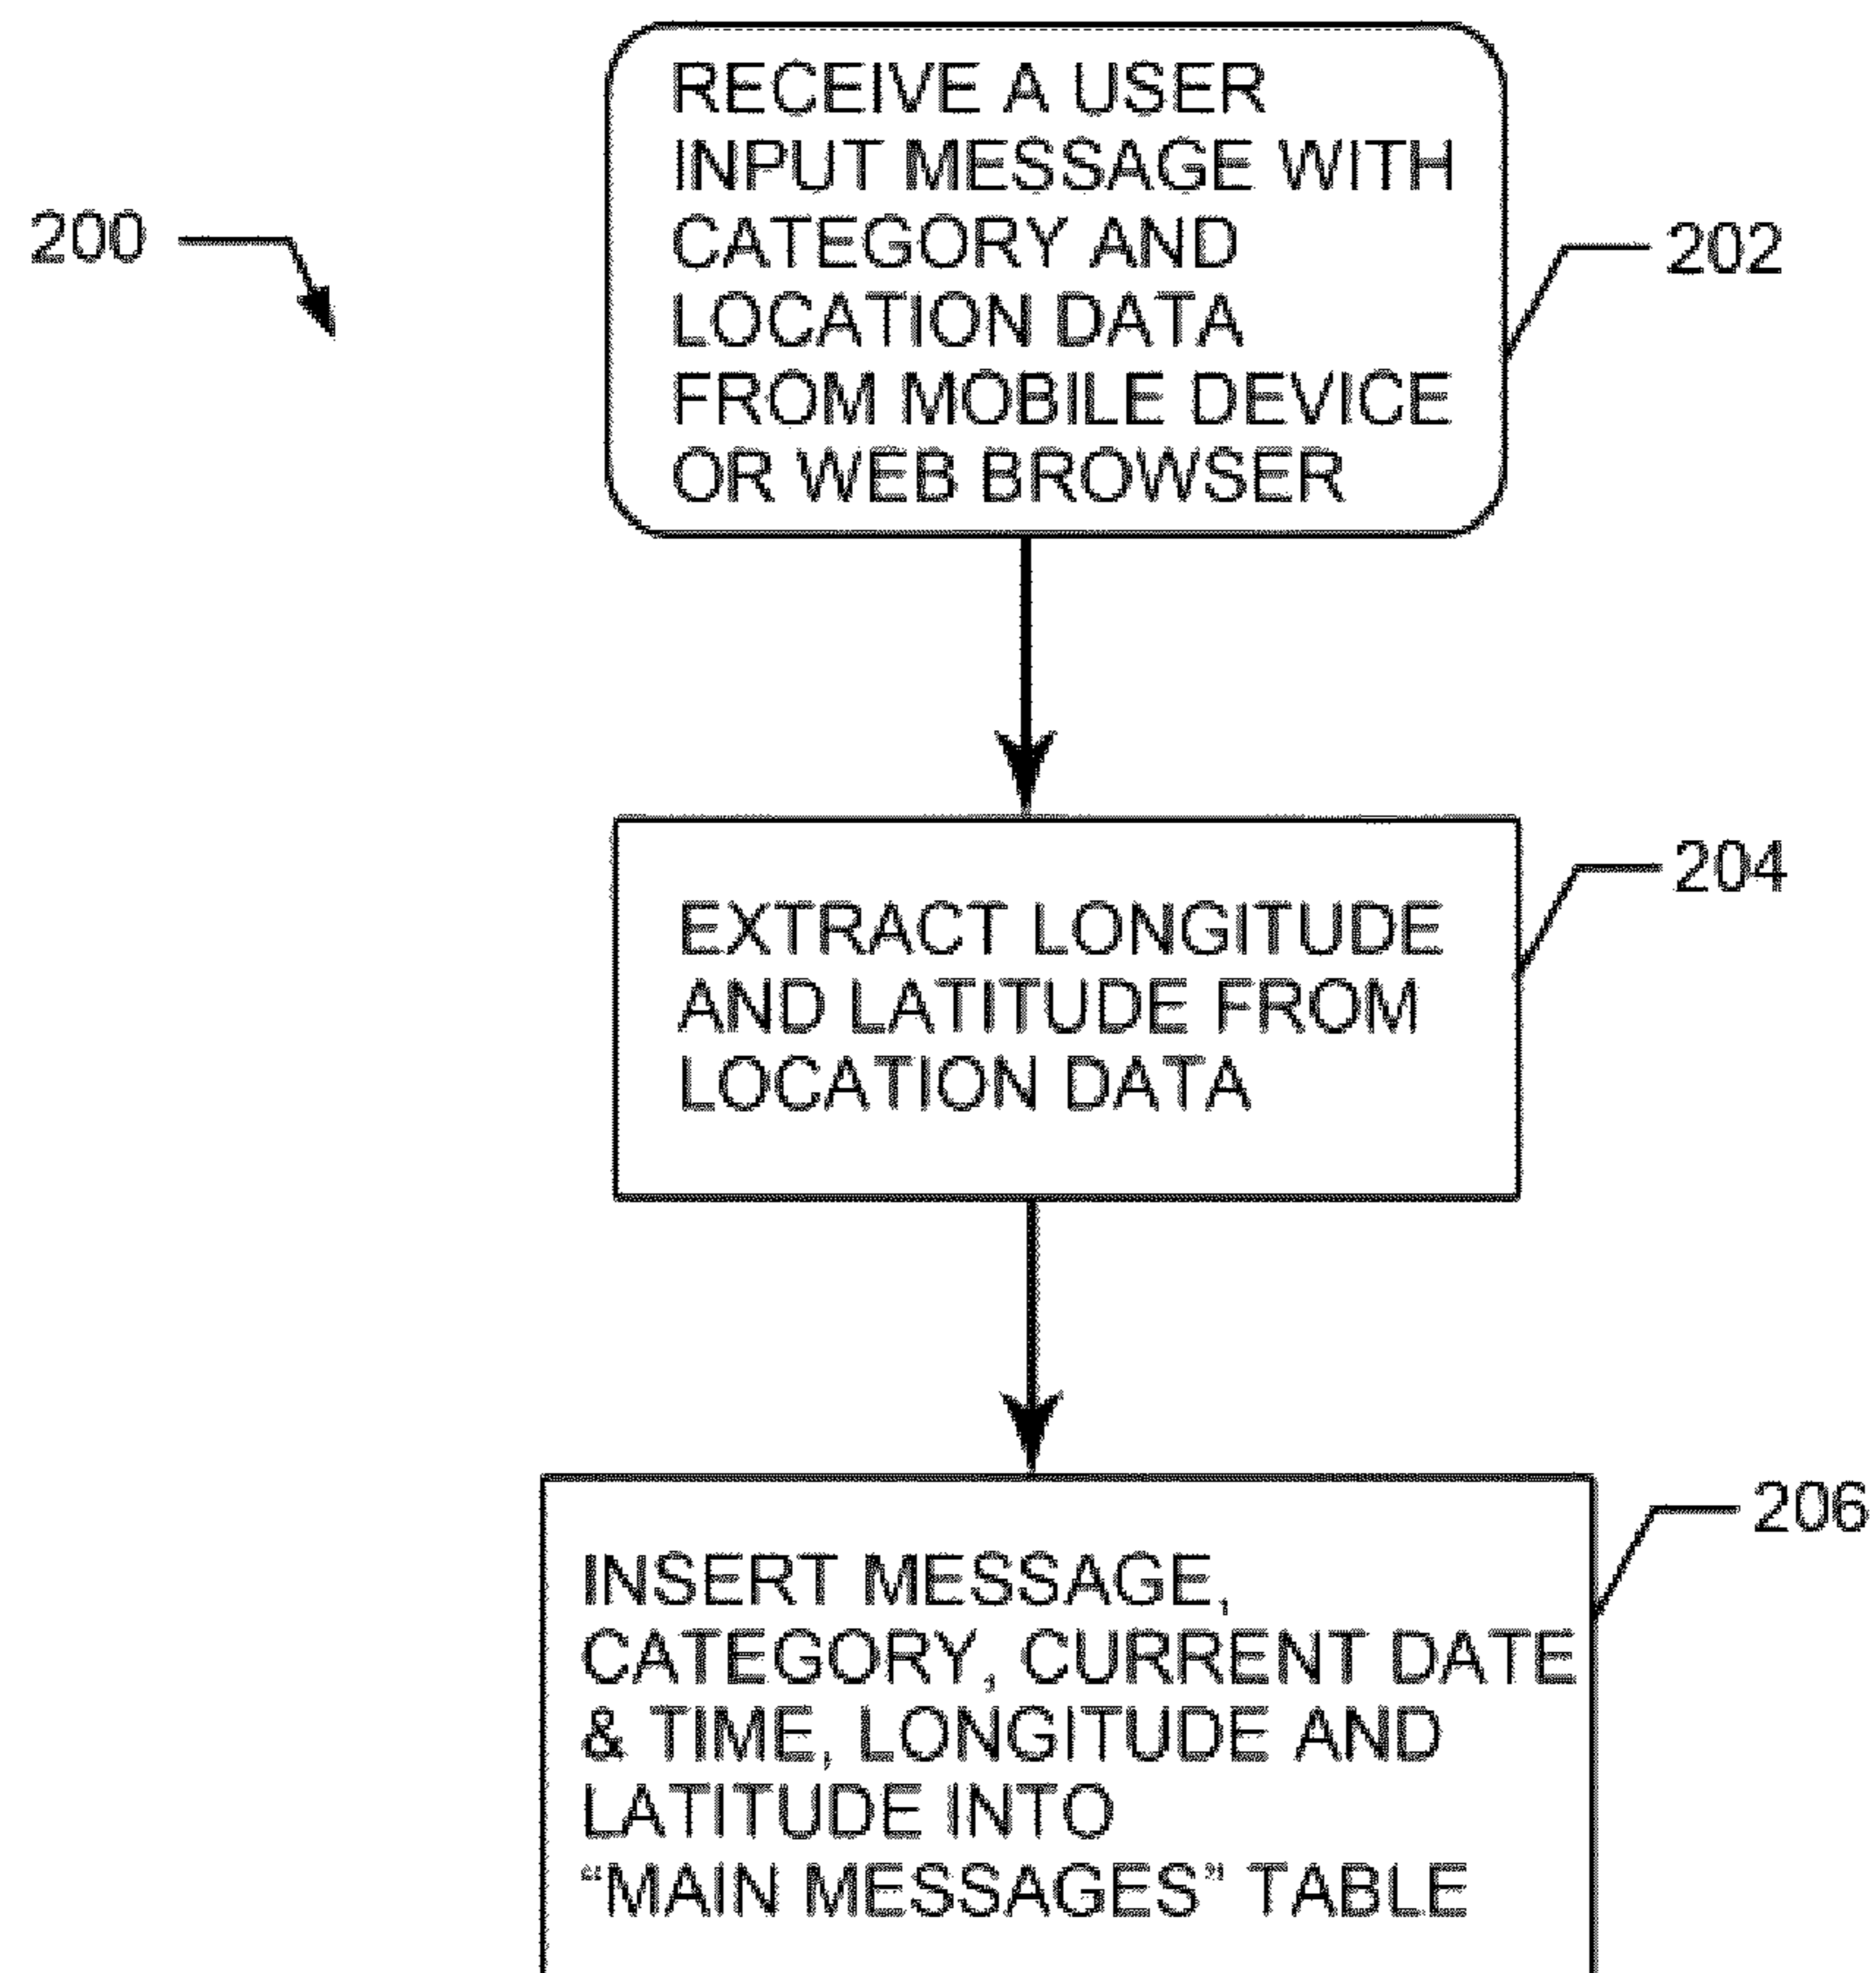 200
RECEIVE A USER
INPUT MESSAGE WITH
CATEGORY AND
LOCATION DATA
FROM MOBILE DEVICE
OR WEB BROWSER
202
EXTRACT LONGITUDE
AND LATITUDE FROM
LOCATION DATA
204
INSERT MESSAGE,
CATEGORY, CURRENT DATE
& TIME, LONGITUDE AND
LATITUDE INTO
“MAIN MESSAGES” TABLE
206